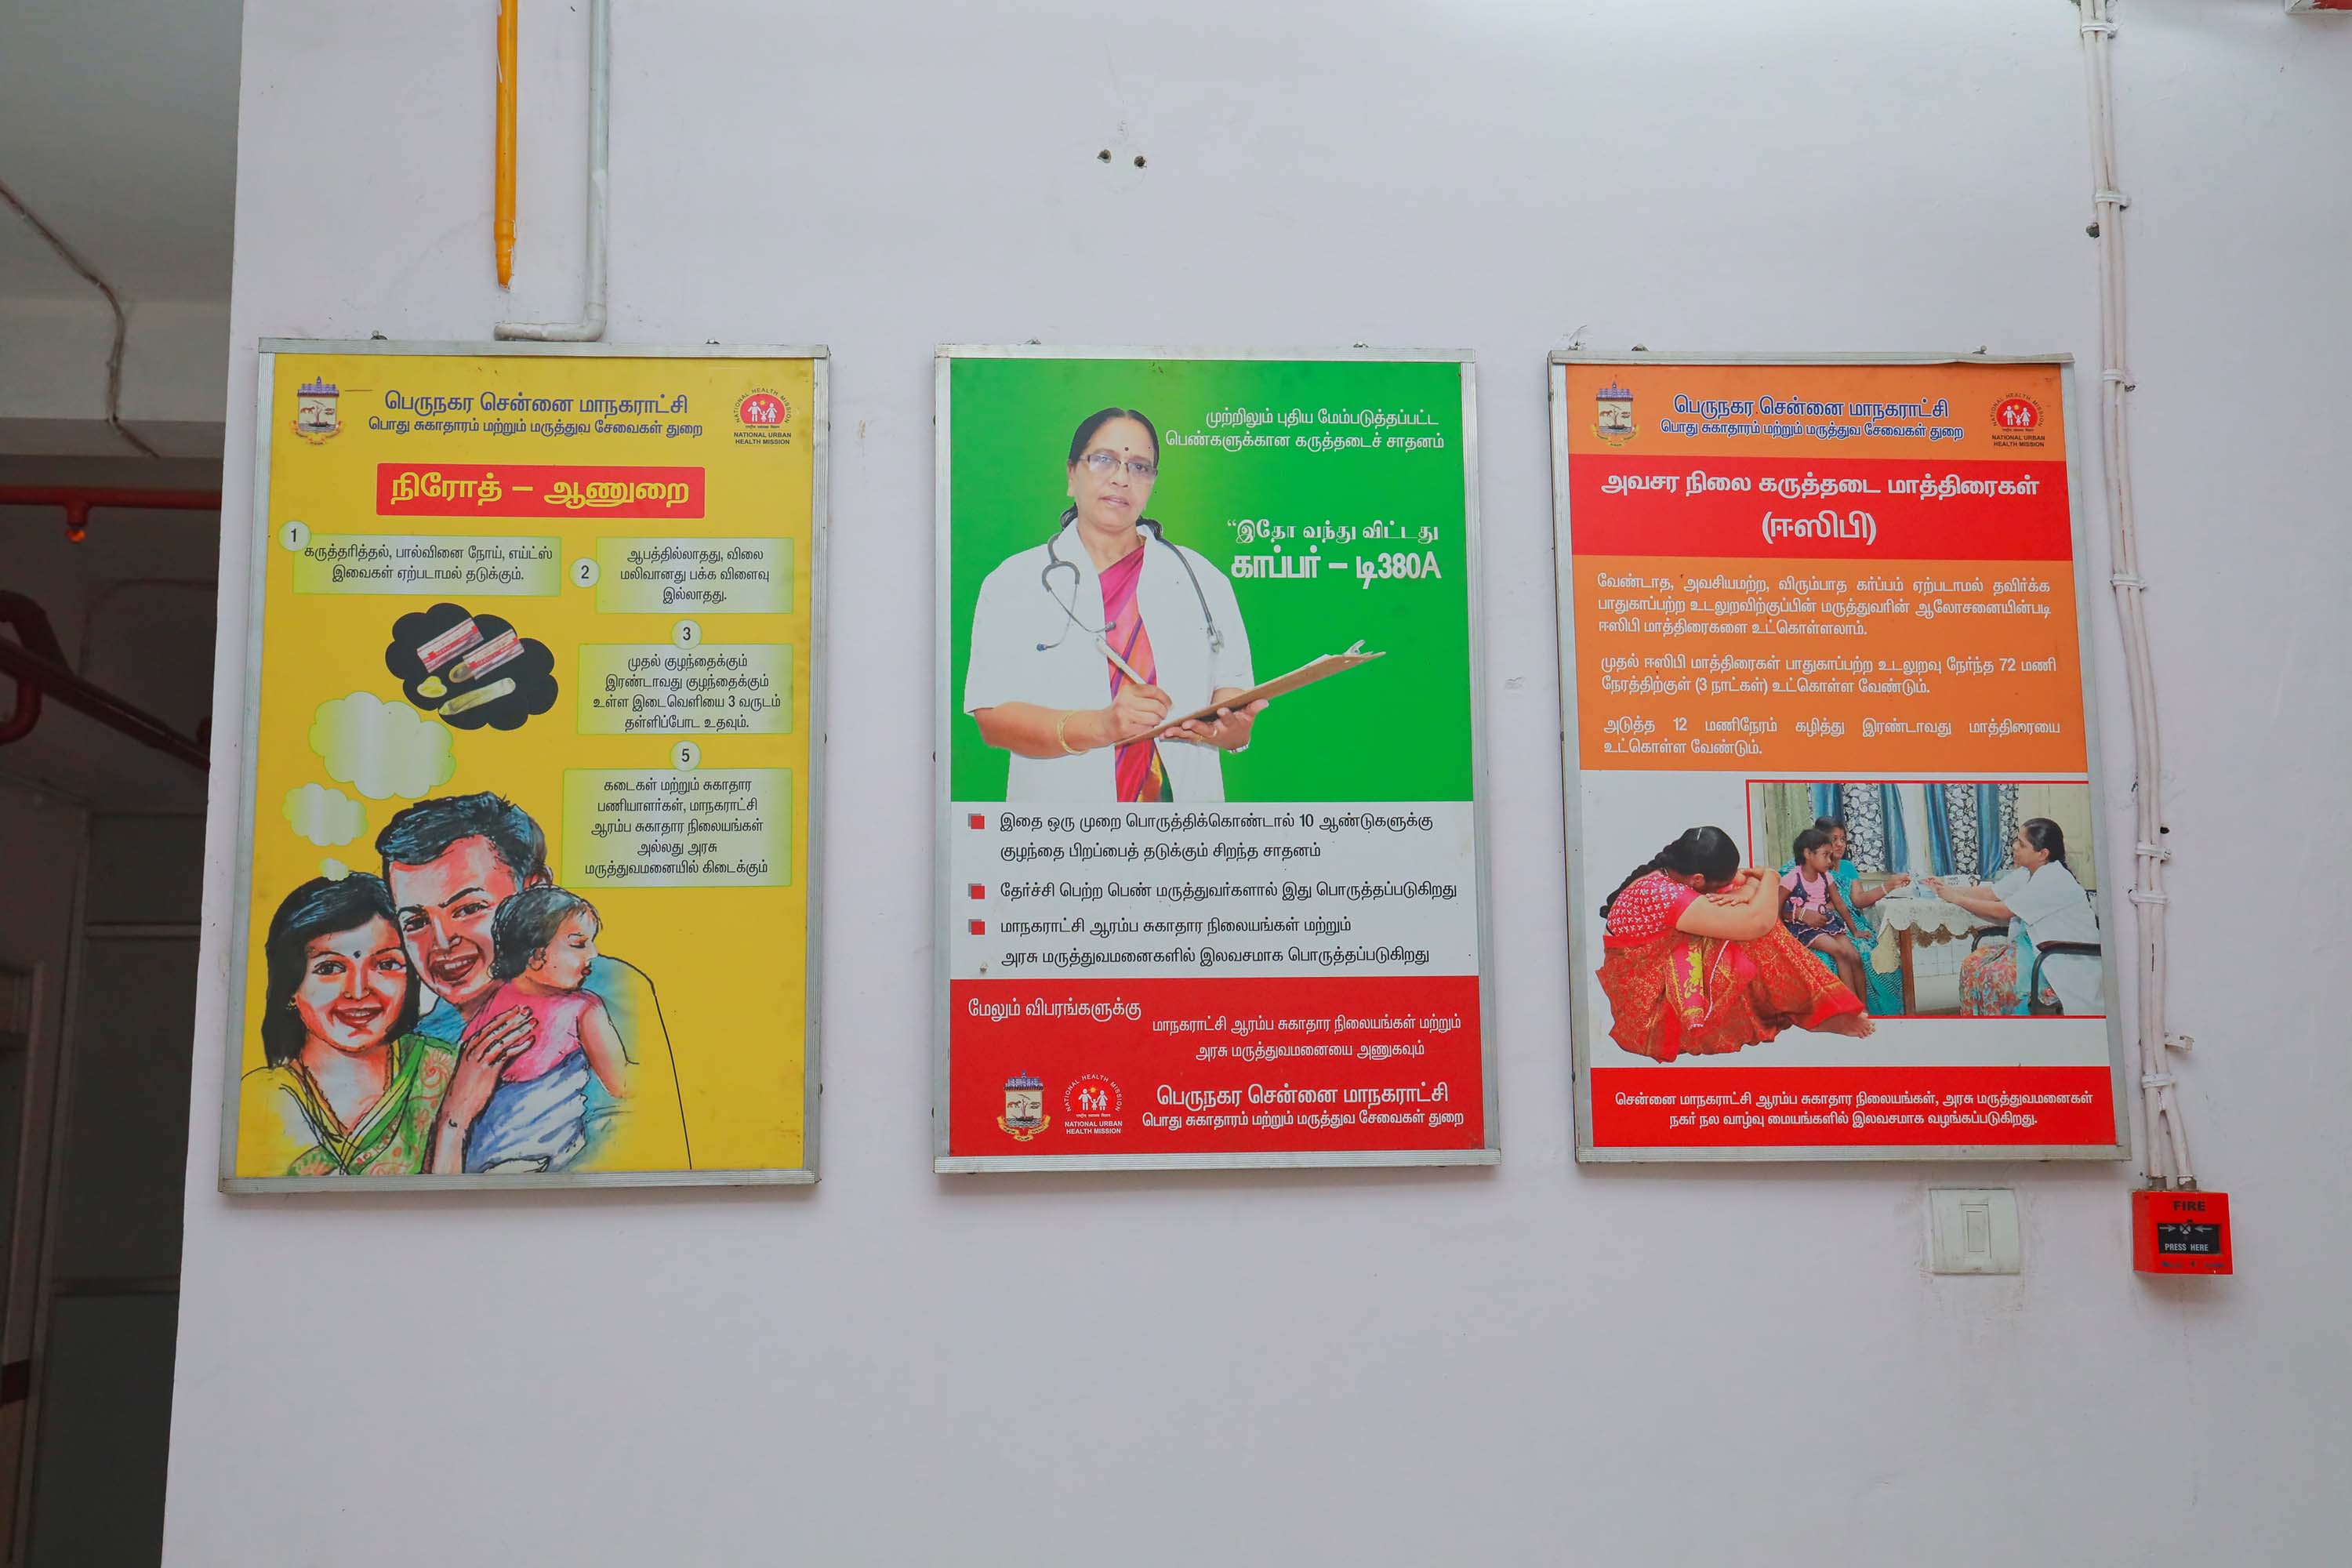 பெருநகர சென்னை மாநகராட்சி
பொது சுகாதாரம் மற்றும் மருத்துவ சேவைகள் துறை
NATIONAL HEALTH MISSION
NATIONAL URBAN
HEALTH MISSION
நிரோத் – ஆணுறை
1
கருத்தரித்தல், பால்வினை நோய், எய்ட்ஸ்
இவைகள் ஏற்படாமல் தடுக்கும்.
2
ஆபத்தில்லாதது, விலை
மலிவானது பக்க விளைவு
இல்லாதது.
3
முதல் குழந்தைக்கும்
இரண்டாவது குழந்தைக்கும்
உள்ள இடைவெளியை 3 வருடம்
தள்ளிப்போட உதவும்.
5
கடைகள் மற்றும் சுகாதார
பணியாளர்கள், மாநகராட்சி
ஆரம்ப சுகாதார நிலையங்கள்
அல்லது அரசு
மருத்துவமனையில் கிடைக்கும்
முற்றிலும் புதிய மேம்படுத்தப்பட்ட
பெண்களுக்கான கருத்தடைச் சாதனம்
“இதோ வந்து விட்டது
காப்பர் – டி380A
இதை ஒரு முறை பொருத்திக்கொண்டால் 10 ஆண்டுகளுக்கு
குழந்தை பிறப்பைத் தடுக்கும் சிறந்த சாதனம்
தேர்ச்சி பெற்ற பெண் மருத்துவர்களால் இது பொருத்தப்படுகிறது
மாநகராட்சி ஆரம்ப சுகாதார நிலையங்கள் மற்றும்
அரசு மருத்துவமனைகளில் இலவசமாக பொருத்தப்படுகிறது
மேலும் விபரங்களுக்கு
மாநகராட்சி ஆரம்ப சுகாதார நிலையங்கள் மற்றும்
அரசு மருத்துவமனையை அணுகவும்
NATIONAL HEALTH MISSION
NATIONAL URBAN
HEALTH MISSION
பெருநகர சென்னை மாநகராட்சி
பொது சுகாதாரம் மற்றும் மருத்துவ சேவைகள் துறை
பெருநகர சென்னை மாநகராட்சி
பொது சுகாதாரம் மற்றும் மருத்துவ சேவைகள் துறை
NATIONAL HEALTH MISSION
NATIONAL URBAN
HEALTH MISSION
அவசர நிலை கருத்தடை மாத்திரைகள்
(ஈஸிபி)
வேண்டாத, அவசியமற்ற, விரும்பாத கர்ப்பம் ஏற்படாமல் தவிர்க்க
பாதுகாப்பற்ற உடலுறவிற்குப்பின் மருத்துவரின் ஆலோசனையின்படி
ஈஸிபி மாத்திரைகளை உட்கொள்ளலாம்.
முதல் ஈஸிபி மாத்திரைகள் பாதுகாப்பற்ற உடலுறவு நேர்ந்த 72 மணி
நேரத்திற்குள் (3 நாட்கள்) உட்கொள்ள வேண்டும்.
அடுத்த 12 மணிநேரம் கழித்து இரண்டாவது மாத்திரையை
உட்கொள்ள வேண்டும்.
சென்னை மாநகராட்சி ஆரம்ப சுகாதார நிலையங்கள், அரசு மருத்துவமனைகள்
நகர் நல வாழ்வு மையங்களில் இலவசமாக வழங்கப்படுகிறது.
FIRE
PRESS HERE